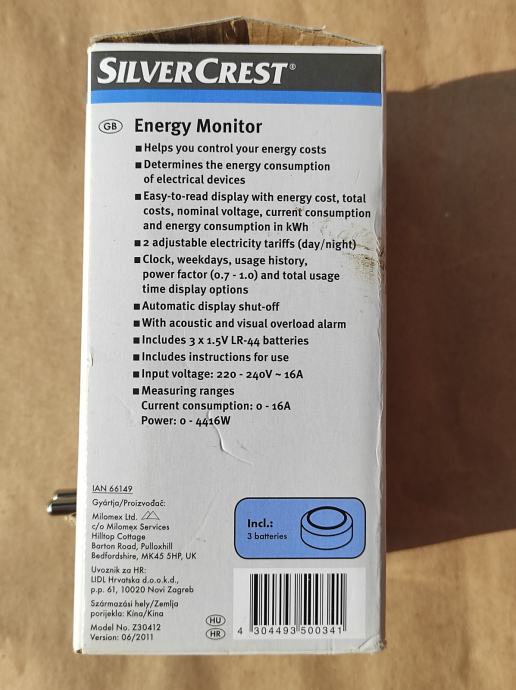 SILVERCREST®
GB Energy Monitor
■ Helps you control your energy costs
■ Determines the energy consumption
of electrical devices
■ Easy-to-read display with energy cost, total
costs, nominal voltage, current consumption
and energy consumption in kWh
■ 2 adjustable electricity tariffs (day/night)
■ Clock, weekdays, usage history,
power factor (0.7 - 1.0) and total usage
time display options
■ Automatic display shut-off
■ With acoustic and visual overload alarm
■ Includes 3 x 1.5V LR-44 batteries
■ Includes instructions for use
■ Input voltage: 220 - 240V ~ 16A
■ Measuring ranges
Current consumption: 0 - 16A
Power: 0 - 4416W
IAN 66149
Gyártja/Proizvođač:
Milomex Ltd.
c/o Milomex Services
Hilltop Cottage
Barton Road, Pulloxhill
Bedfordshire, MK45 5HP, UK
Uvoznik za HR:
LIDL Hrvatska d.o.o.k.d.,
p.p. 61, 10020 Novi Zagreb
Származási hely/Zemlja
porijekla: Kína/Kina
Model No. Z30412
Version: 06/2011
HU
HR
Incl.:
3 batteries
4 304493 500341